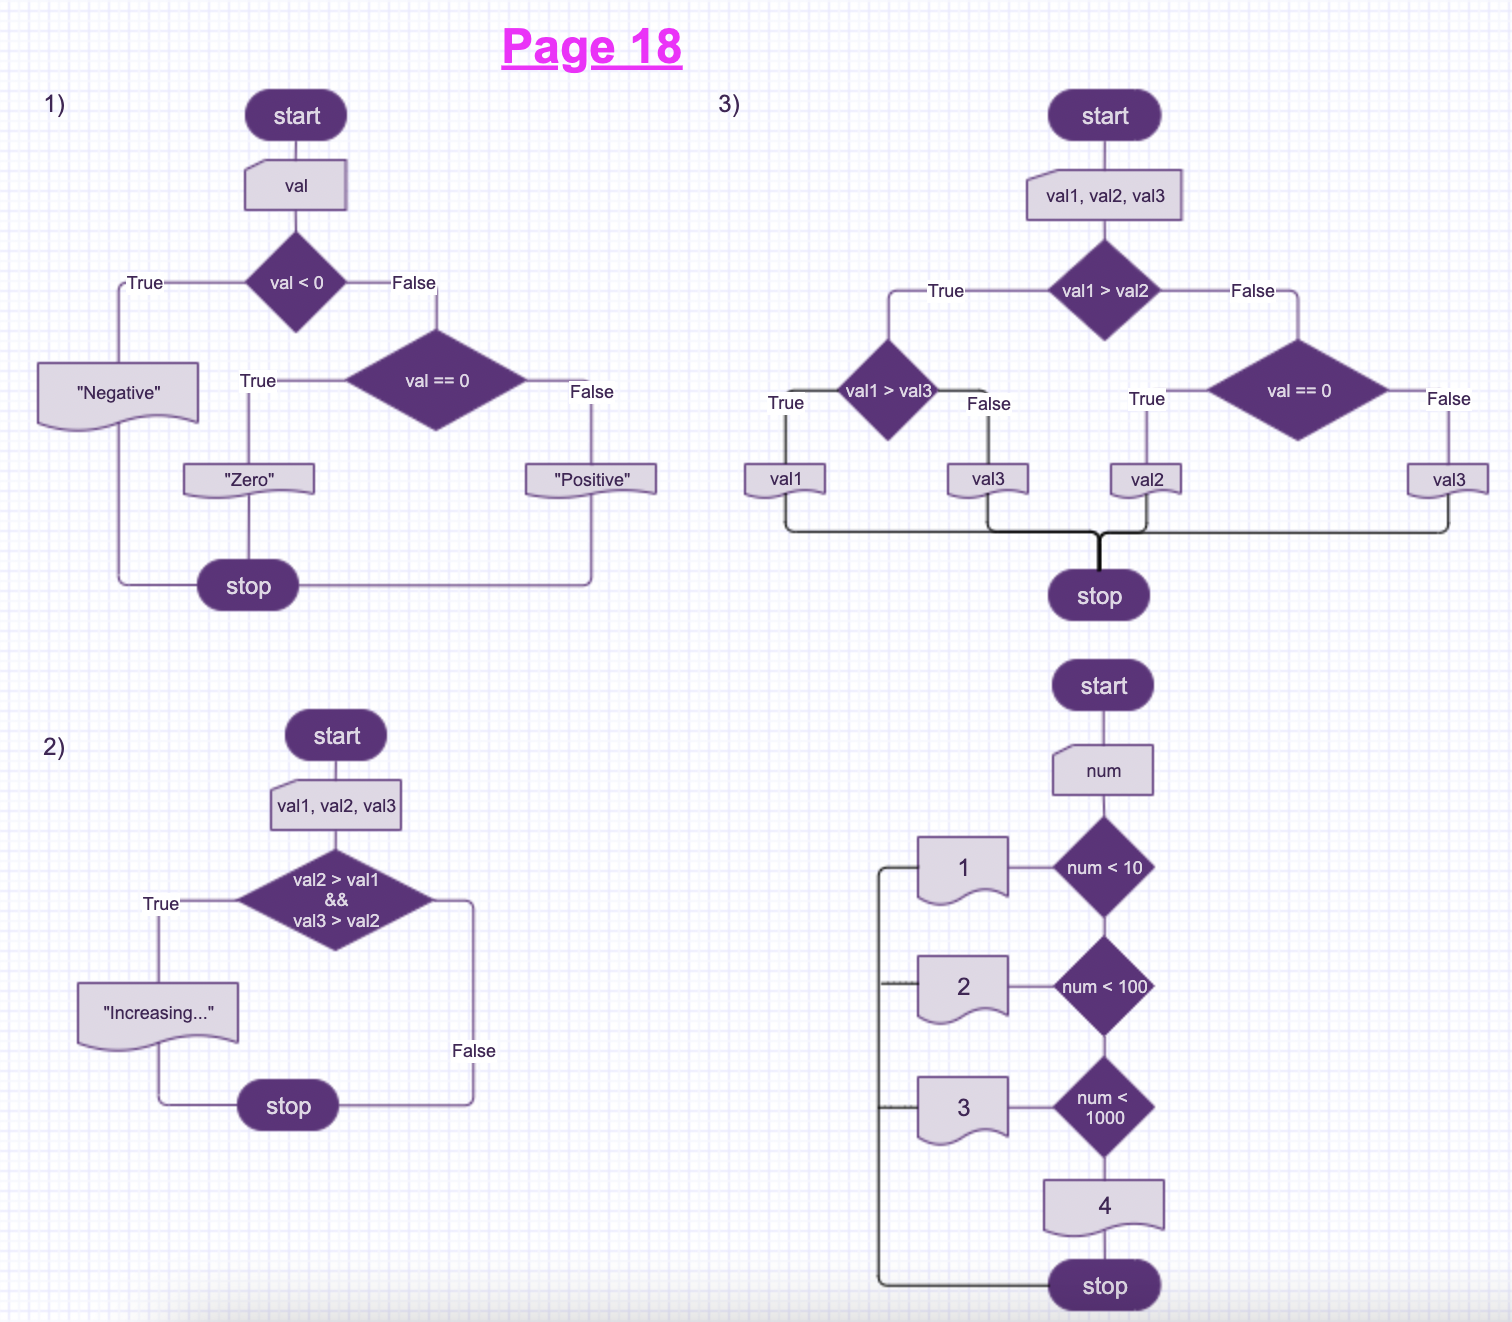 Page 18
1)
start
val
val < 0
True
False
"Negative"
val == 0
True
False
"Zero"
"Positive"
stop
2)
start
val1, val2, val3
val2 > val1
&&
val3 > val2
True
"Increasing..."
False
stop
3)
start
val1, val2, val3
val1 > val2
True
False
val1 > val3
True
False
val == 0
True
False
val1
val3
val2
val3
stop
start
num
num < 10
1
num < 100
2
num <
1000
3
4
stop